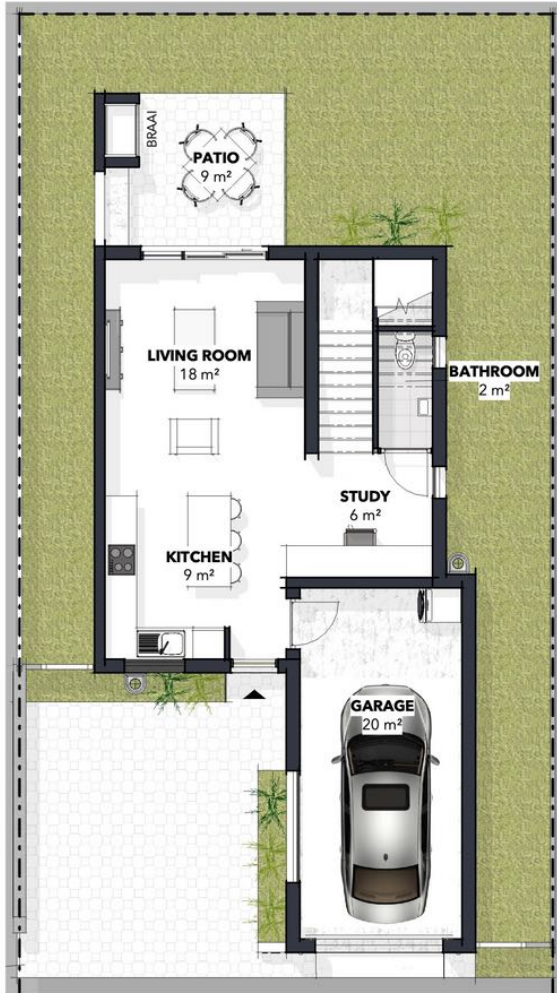 BRAAI
PATIO
9 m²
LIVING ROOM
18 m²
BATHROOM
2 m²
STUDY
6 m²
KITCHEN
9 m²
GARAGE
20 m²